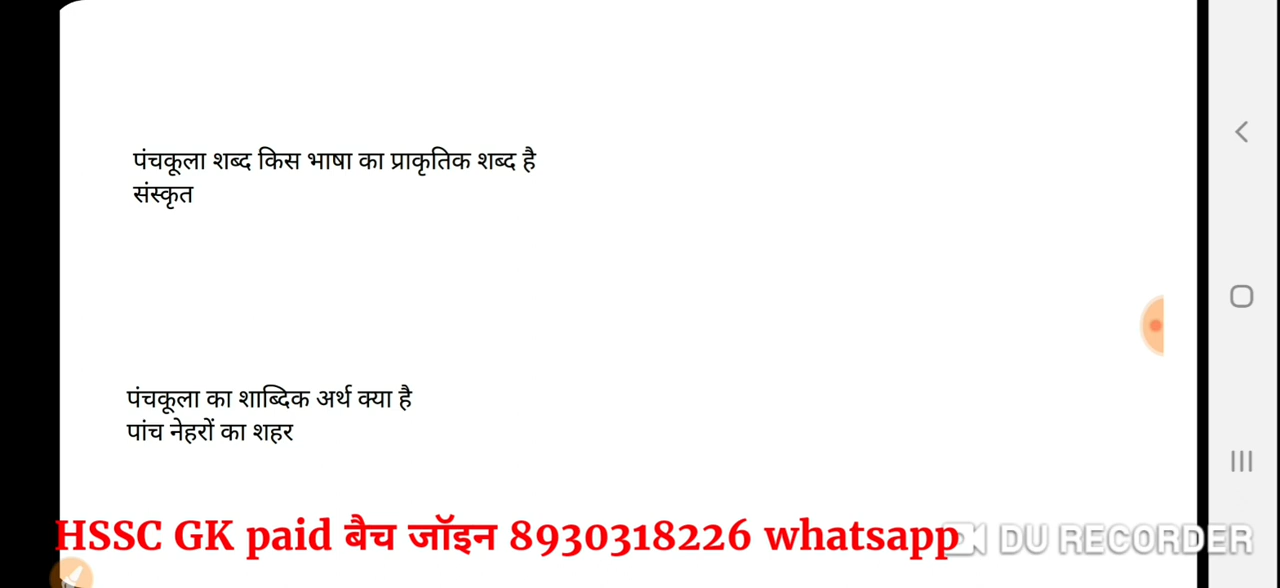 पंचकूला शब्द किस भाषा का प्राकृतिक शब्द है
संस्कृत
पंचकूला का शाब्दिक अर्थ क्या है
पांच नेहरों का शहर
HSSC GK paid बैच जॉइन 8930318226 whatsapp
DU RECORDER